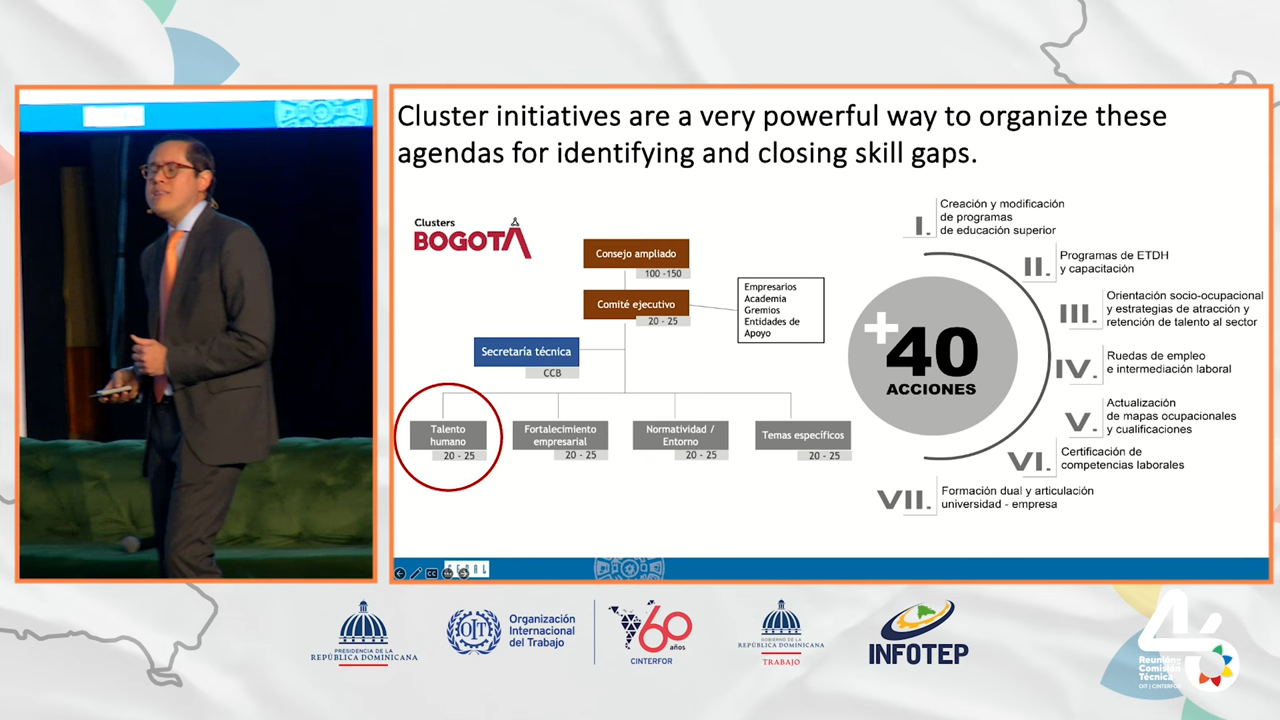 Cluster initiatives are a very powerful way to organize these
agendas for identifying and closing skill gaps.
Clusters
BOGOTÁ
Consejo ampliado
100 -150
Comité ejecutivo
20 - 25
Empresarios
Academia
Gremios
Entidades de
Apoyo
Secretaría técnica
CCB
Talento
humano
20 - 25
Fortalecimiento
empresarial
20 - 25
Normatividad /
Entorno
20 - 25
Temas específicos
20 - 25
+40
ACCIONES
I.
Creación y modificación
de programas
de educación superior
II.
Programas de ETDH
y capacitación
III.
Orientación socio-ocupacional
y estrategias de atracción y
retención de talento al sector
IV.
Ruedas de empleo
e intermediación laboral
V.
Actualización
de mapas ocupacionales
y cualificaciones
VI.
Certificación de
competencias laborales
VII.
Formación dual y articulación
universidad - empresa
PRESIDENCIA DE LA
REPÚBLICA DOMINICANA
OIT
Organización
Internacional
del Trabajo
60
años
CINTERFOR
GOBIERNO DE LA
REPÚBLICA DOMINICANA
TRABAJO
INFOTEP
46
Reunión
Comisión
Técnica
OIT | CINTERFOR